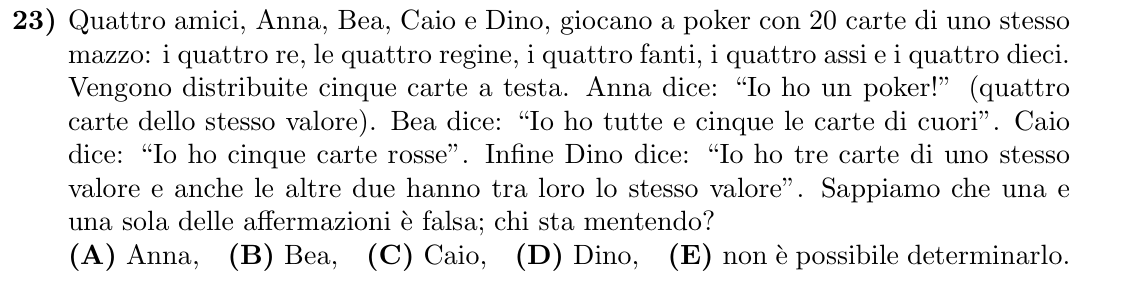 23) Quattro amici, Anna, Bea, Caio e Dino, giocano a poker con 20 carte di uno stesso
mazzo: i quattro re, le quattro regine, i quattro fanti, i quattro assi e i quattro dieci.
Vengono distribuite cinque carte a testa. Anna dice: “Io ho un poker!” (quattro
carte dello stesso valore). Bea dice: “Io ho tutte e cinque le carte di cuori”. Caio
dice: “Io ho cinque carte rosse”. Infine Dino dice: “Io ho tre carte di uno stesso
valore e anche le altre due hanno tra loro lo stesso valore”. Sappiamo che una e
una sola delle affermazioni è falsa; chi sta mentendo?
(A) Anna, (B) Bea, (C) Caio, (D) Dino, (E) non è possibile determinarlo.